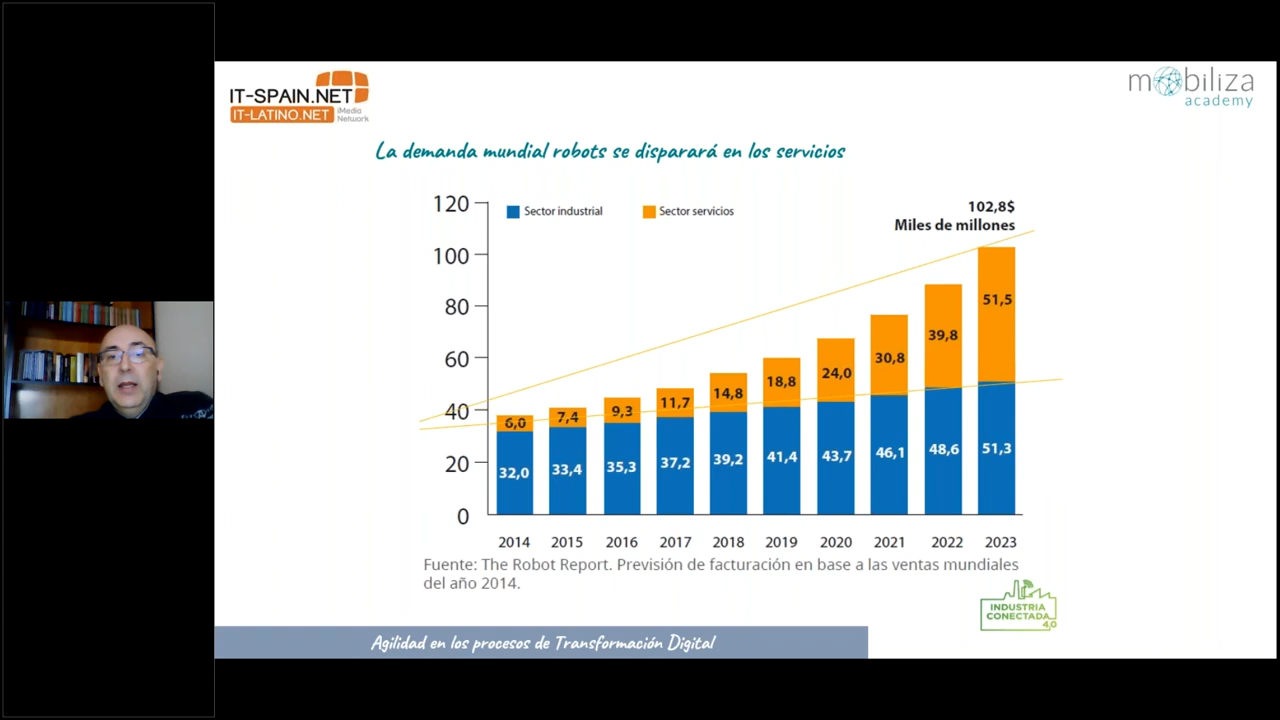 IT-SPAIN.NET
IT-LATINO.NET
iMedia
Network
mobiliza
academy
La demanda mundial robots se disparará en los servicios
120
100
80
60
40
20
0
Sector industrial
Sector servicios
102,8$
Miles de millones
6,0
7,4
9,3
11,7
14,8
18,8
24,0
30,8
39,8
51,5
32,0
33,4
35,3
37,2
39,2
41,4
43,7
46,1
48,6
51,3
2014 2015 2016 2017 2018 2019 2020 2021 2022 2023
Fuente: The Robot Report. Previsión de facturación en base a las ventas mundiales
del año 2014.
INDUSTRIA
CONECTADA
4.0
Agilidad en los procesos de Transformación Digital